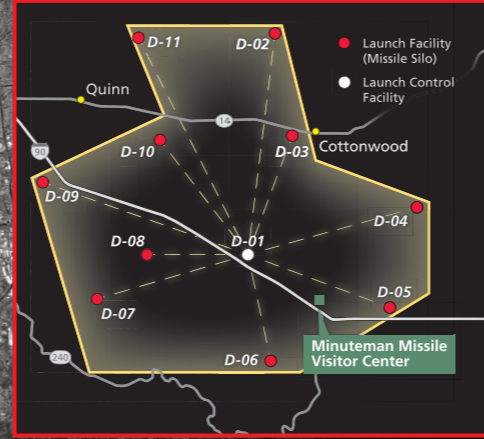 D-11
D-02
Launch Facility
(Missile Silo)
Launch Control
Facility
Quinn
14
Cottonwood
D-03
D-10
90
D-09
D-04
D-08
D-01
D-07
D-05
Minuteman Missile
Visitor Center
D-06
240